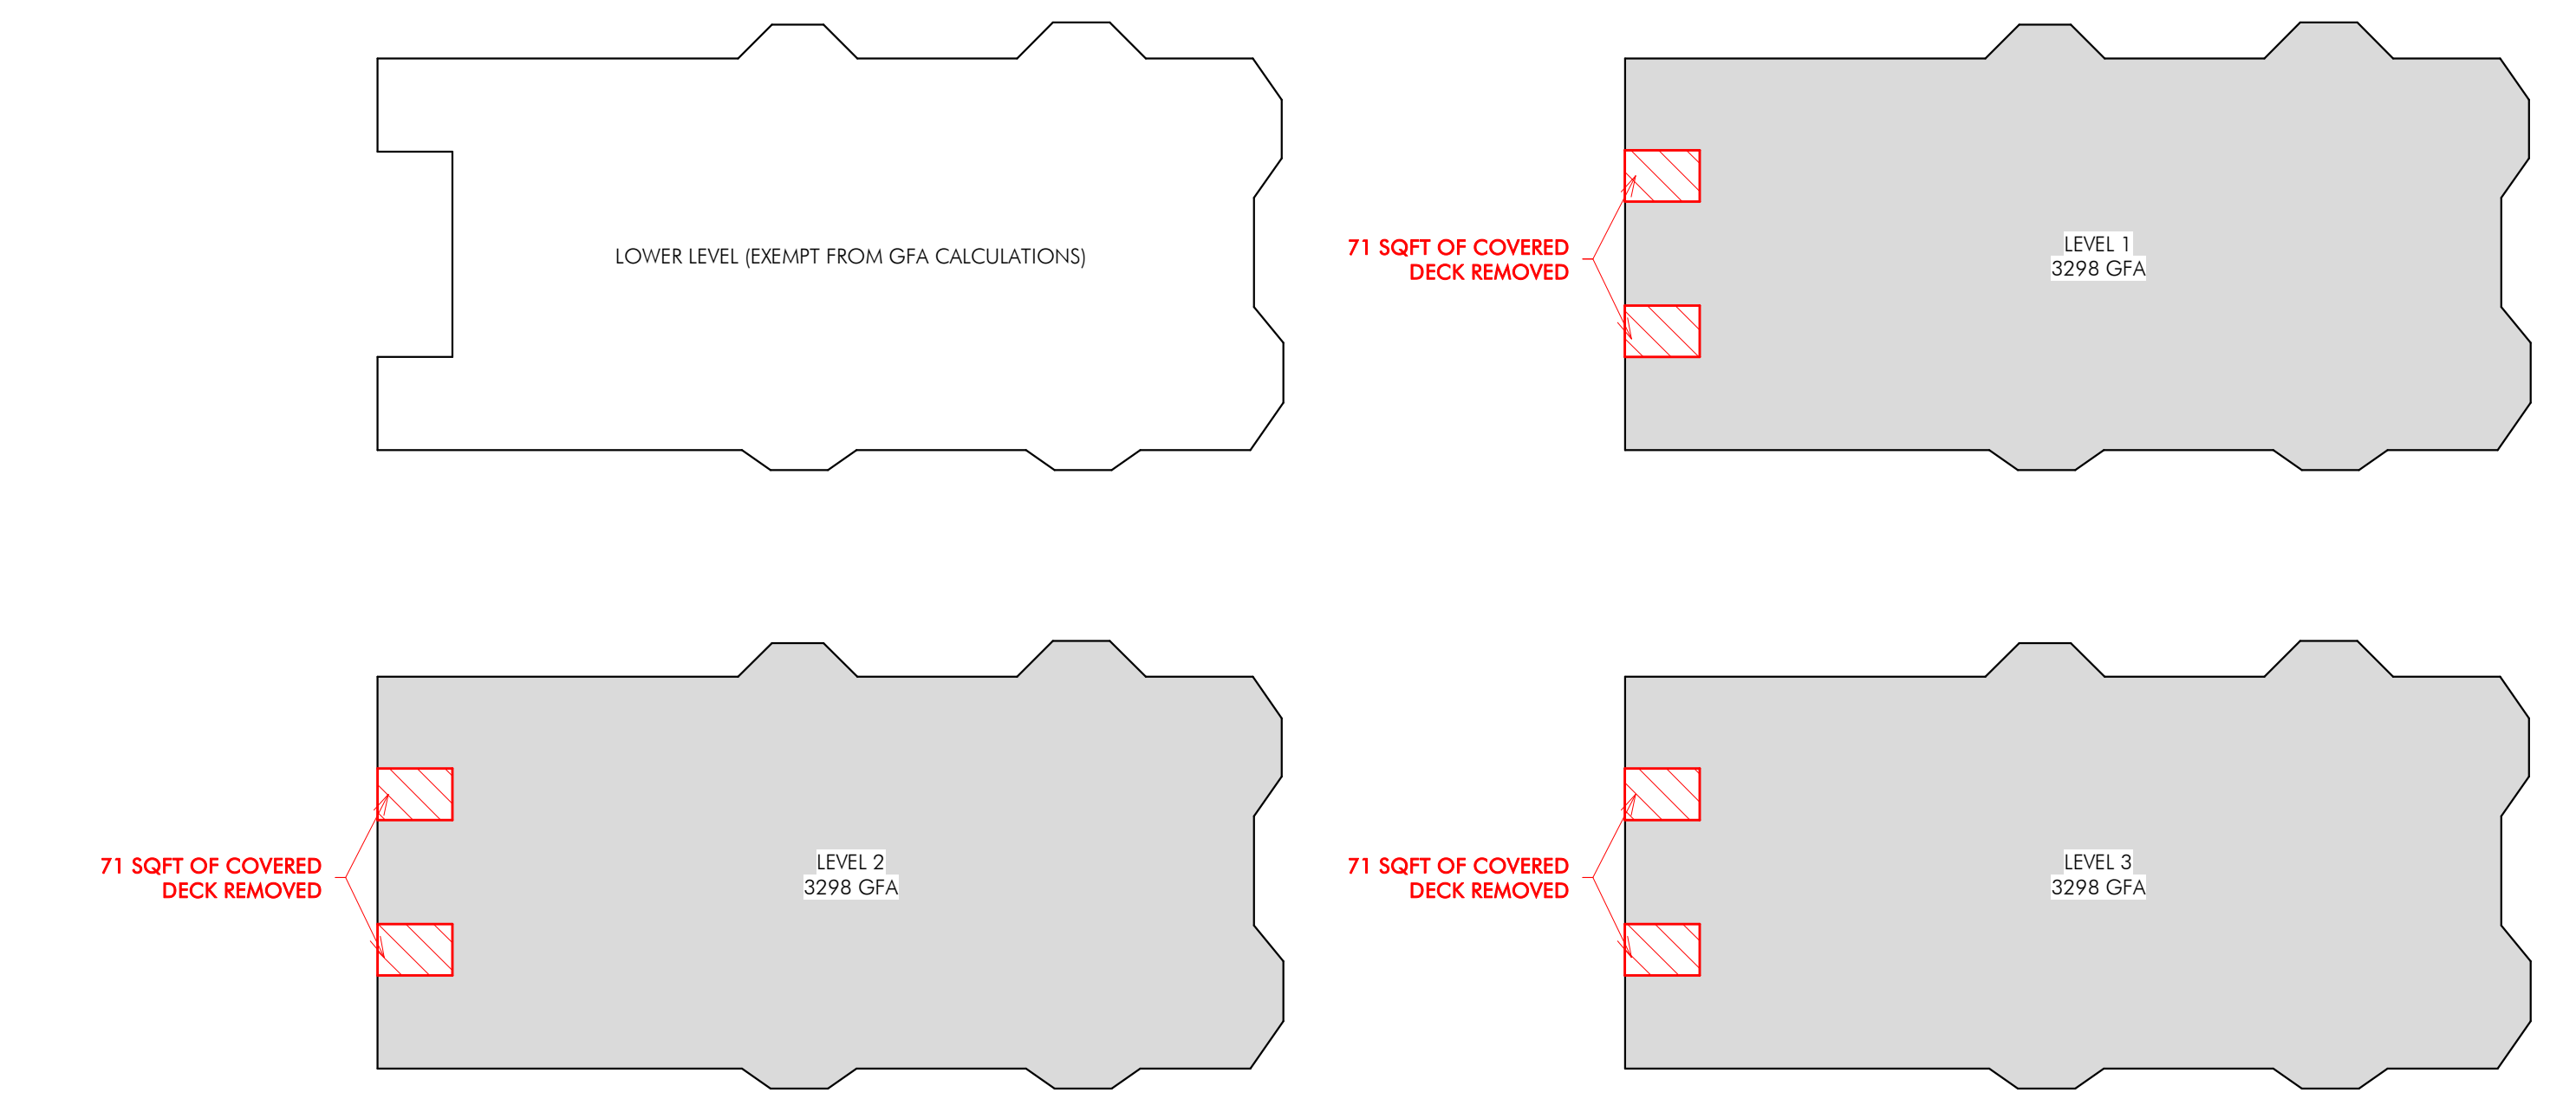 LOWER LEVEL (EXEMPT FROM GFA CALCULATIONS)
71 SQFT OF COVERED
DECK REMOVED
LEVEL 1
3298 GFA
71 SQFT OF COVERED
DECK REMOVED
LEVEL 2
3298 GFA
71 SQFT OF COVERED
DECK REMOVED
LEVEL 3
3298 GFA